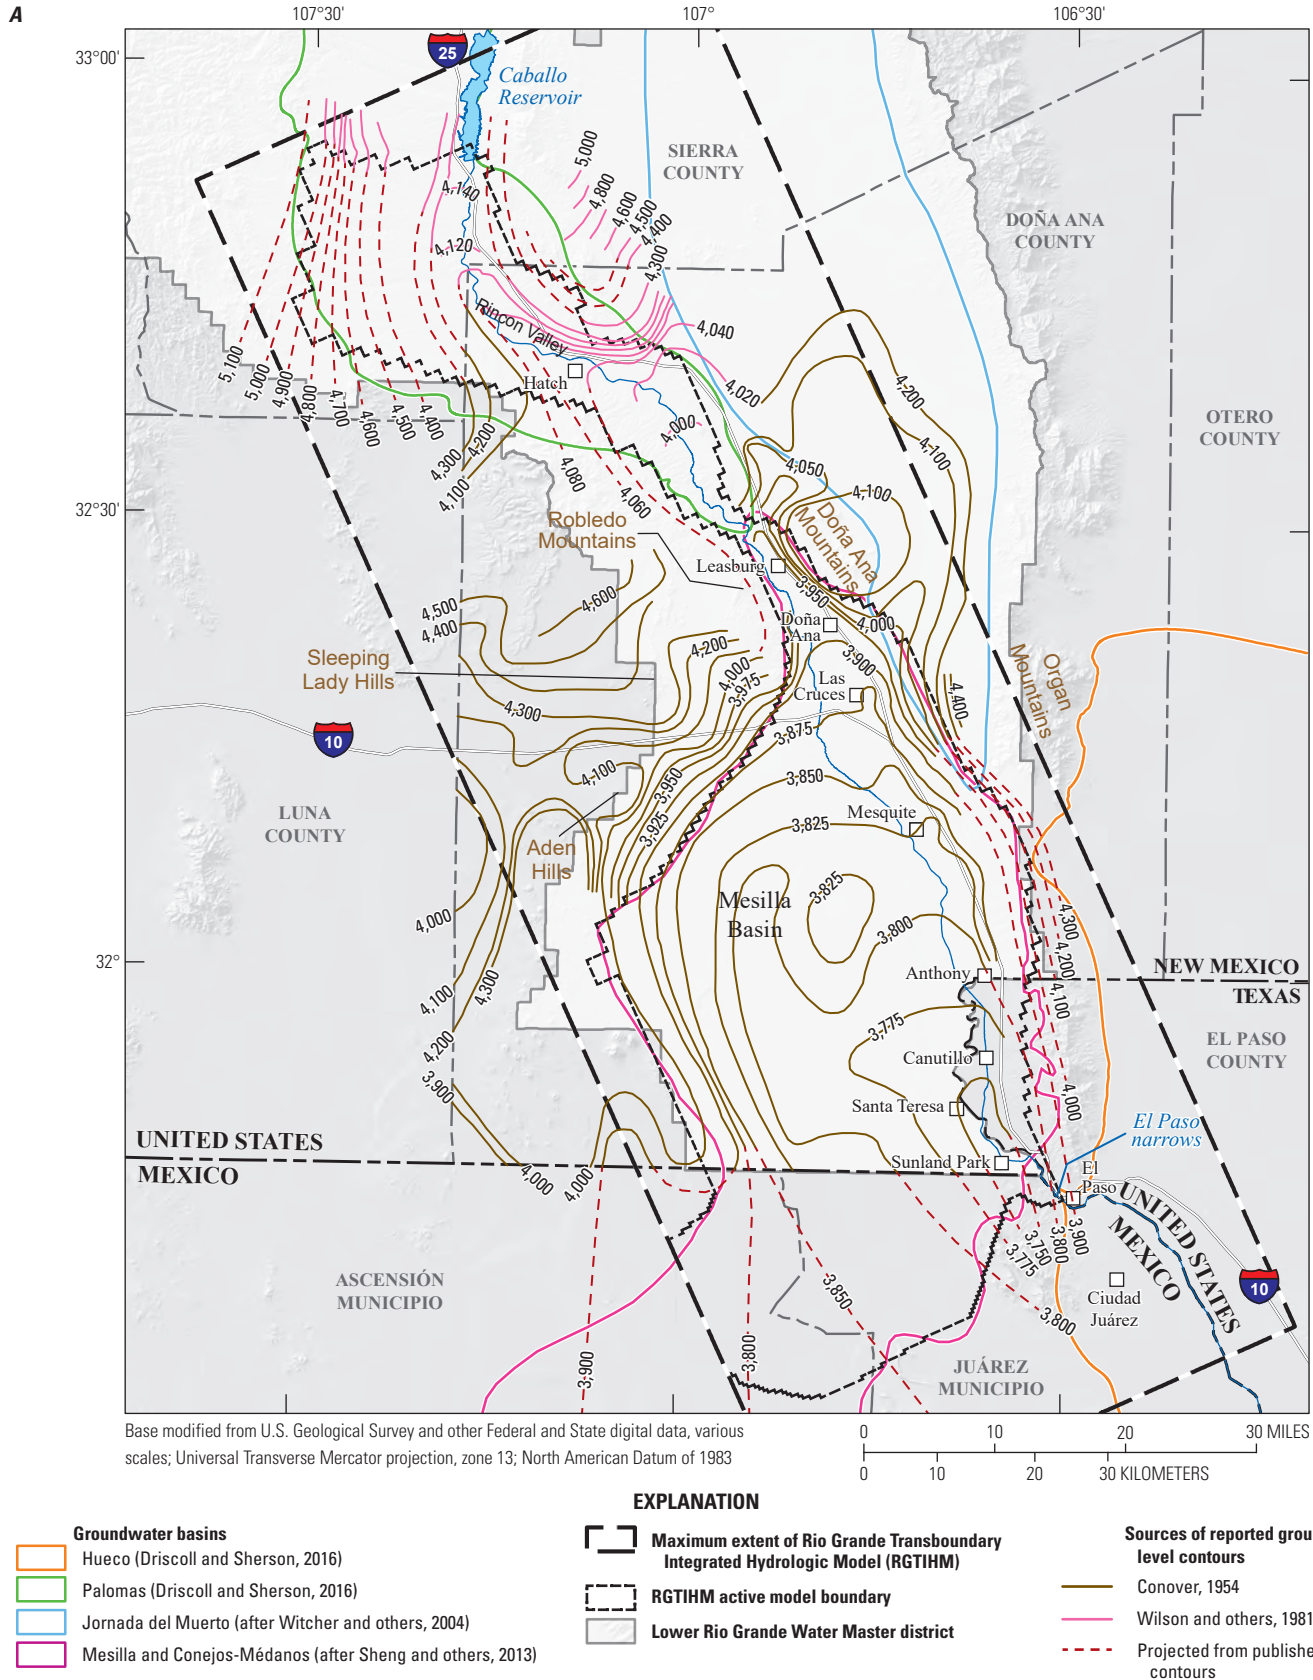 A
107°30'
107°
106°30'
33°00'
32°30'
32°
25
Caballo
Reservoir
SIERRA
COUNTY
DOÑA ANA
COUNTY
OTERO
COUNTY
5,000
4,800
4,600
4,500
4,400
4,300
4,140
4,120
Rincon Valley
4,040
4,020
4,000
Hatch
5,100
5,000
4,900
4,800
4,700
4,600
4,500
4,400
4,300
4,200
4,100
4,080
4,060
4,200
4,100
4,050
4,100
Robledo
Mountains
Doña Ana
Mountains
Leasburg
3,950
4,000
Doña
Ana
3,900
Las
Cruces
4,500
4,400
4,600
4,200
4,000
3,975
Sleeping
Lady Hills
4,300
Organ
Mountains
4,400
10
3,875
3,850
4,100
3,950
3,925
Mesquite
3,825
LUNA
COUNTY
Aden
Hills
Mesilla
Basin
3,825
3,800
4,000
4,300
4,100
4,200
3,900
Anthony
4,300
4,200
4,100
NEW MEXICO
TEXAS
EL PASO
COUNTY
3,775
Canutillo
Santa Teresa
4,000
El Paso
narrows
UNITED STATES
MEXICO
Sunland Park
El
Paso
4,000
4,000
UNITED STATES
MEXICO
3,900
3,800
3,750
3,775
3,850
3,800
ASCENSIÓN
MUNICIPIO
Ciudad
Juárez
10
3,900
3,800
JUÁREZ
MUNICIPIO
Base modified from U.S. Geological Survey and other Federal and State digital data, various
scales; Universal Transverse Mercator projection, zone 13; North American Datum of 1983
0 10 20 30 MILES
0 10 20 30 KILOMETERS
EXPLANATION
Groundwater basins
Hueco (Driscoll and Sherson, 2016)
Palomas (Driscoll and Sherson, 2016)
Jornada del Muerto (after Witcher and others, 2004)
Mesilla and Conejos-Médanos (after Sheng and others, 2013)
Maximum extent of Rio Grande Transboundary
Integrated Hydrologic Model (RGTIHM)
RGTIHM active model boundary
Lower Rio Grande Water Master district
Sources of reported grou
level contours
Conover, 1954
Wilson and others, 1981
Projected from publishe
contours